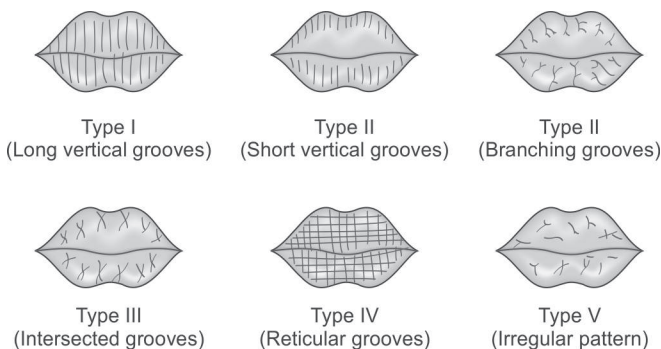 Type I
(Long vertical grooves)
Type II
(Short vertical grooves)
Type II
(Branching grooves)
Type III
(Intersected grooves)
Type IV
(Reticular grooves)
Type V
(Irregular pattern)